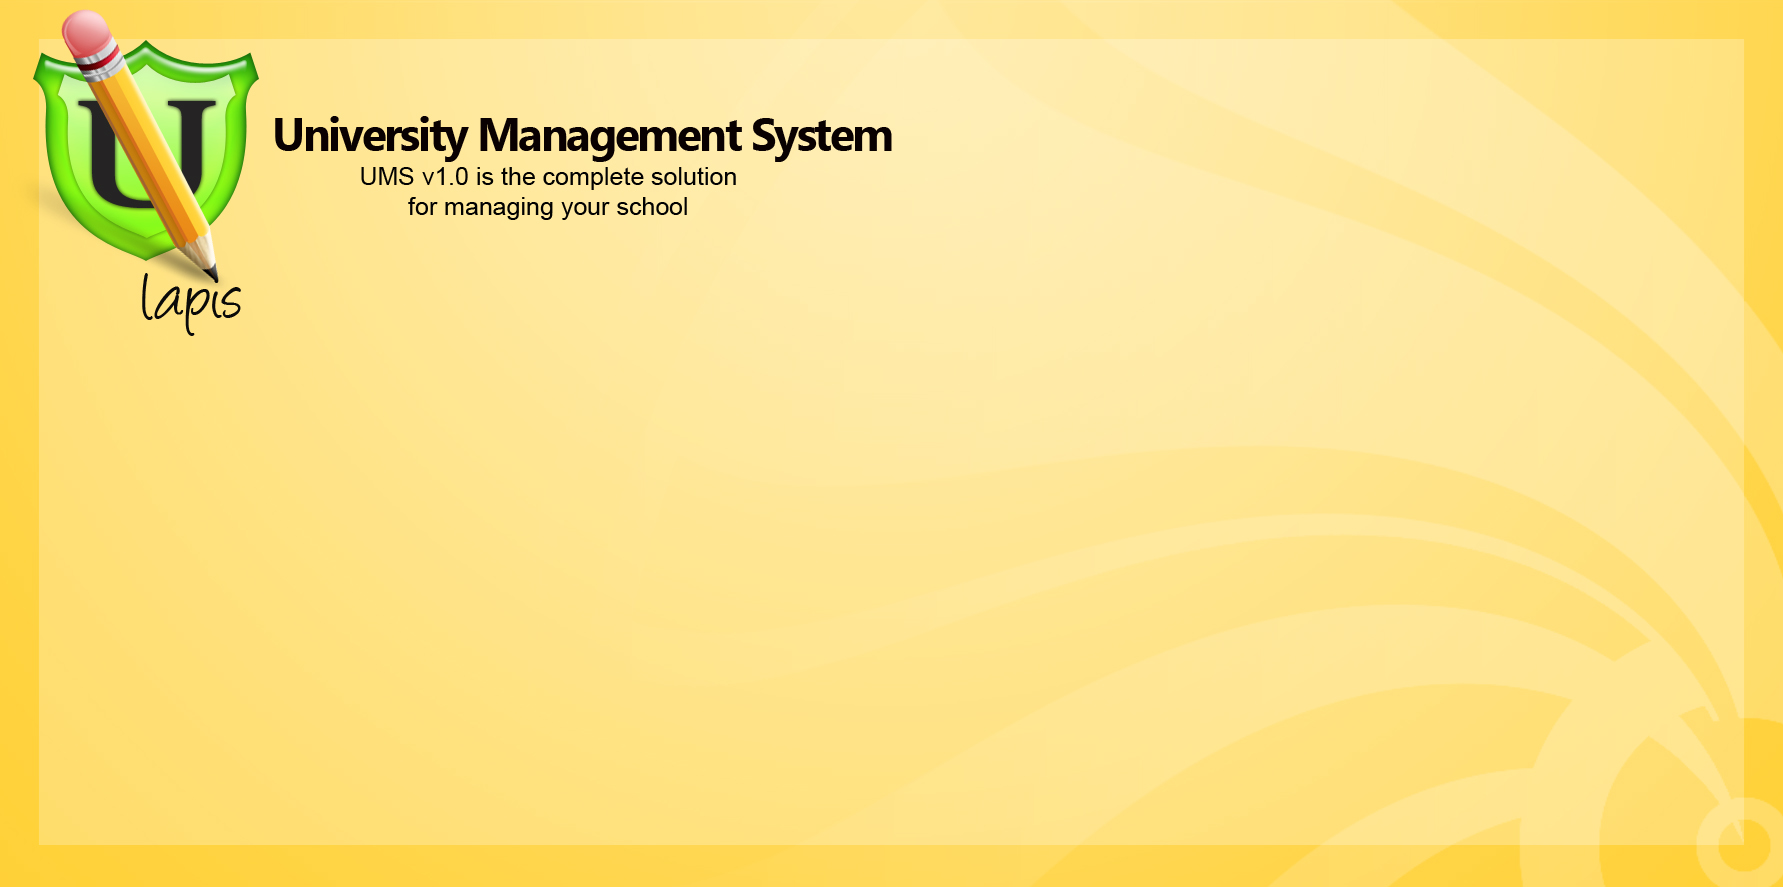 U
University Management System
UMS v1.0 is the complete solution
for managing your school
lapis